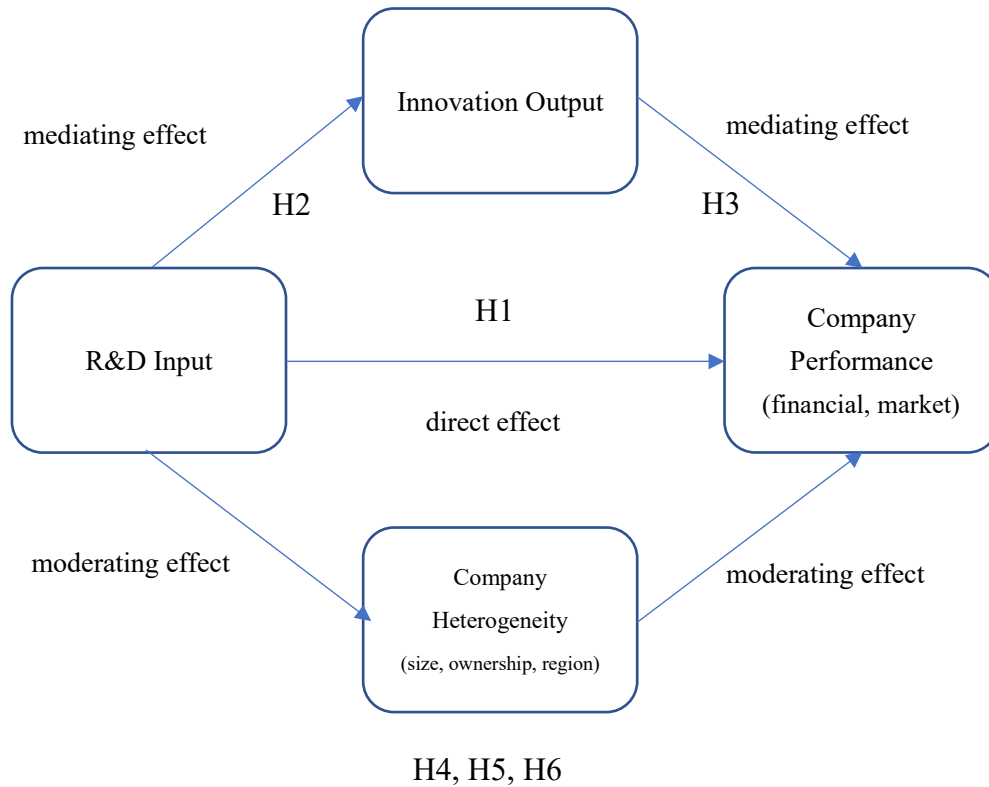 Innovation Output
mediating effect
mediating effect
H2
H3
H1
R&D Input
Company
Performance
(financial, market)
direct effect
moderating effect
Company
Heterogeneity
(size, ownership, region)
moderating effect
H4, H5, H6